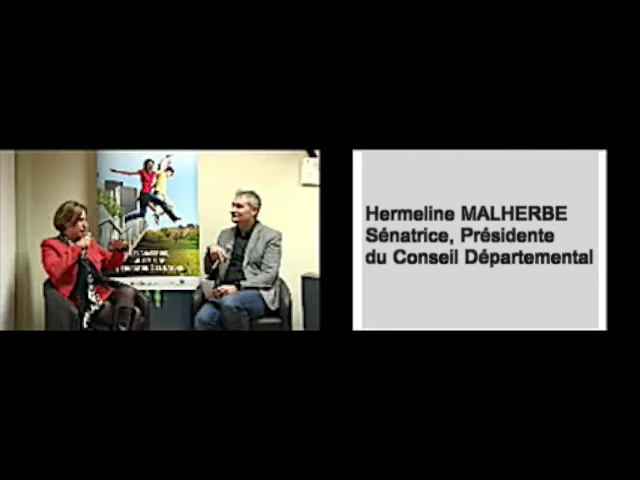 Hermeline MALHERBE
Sénatrice, Présidente
du Conseil Départemental